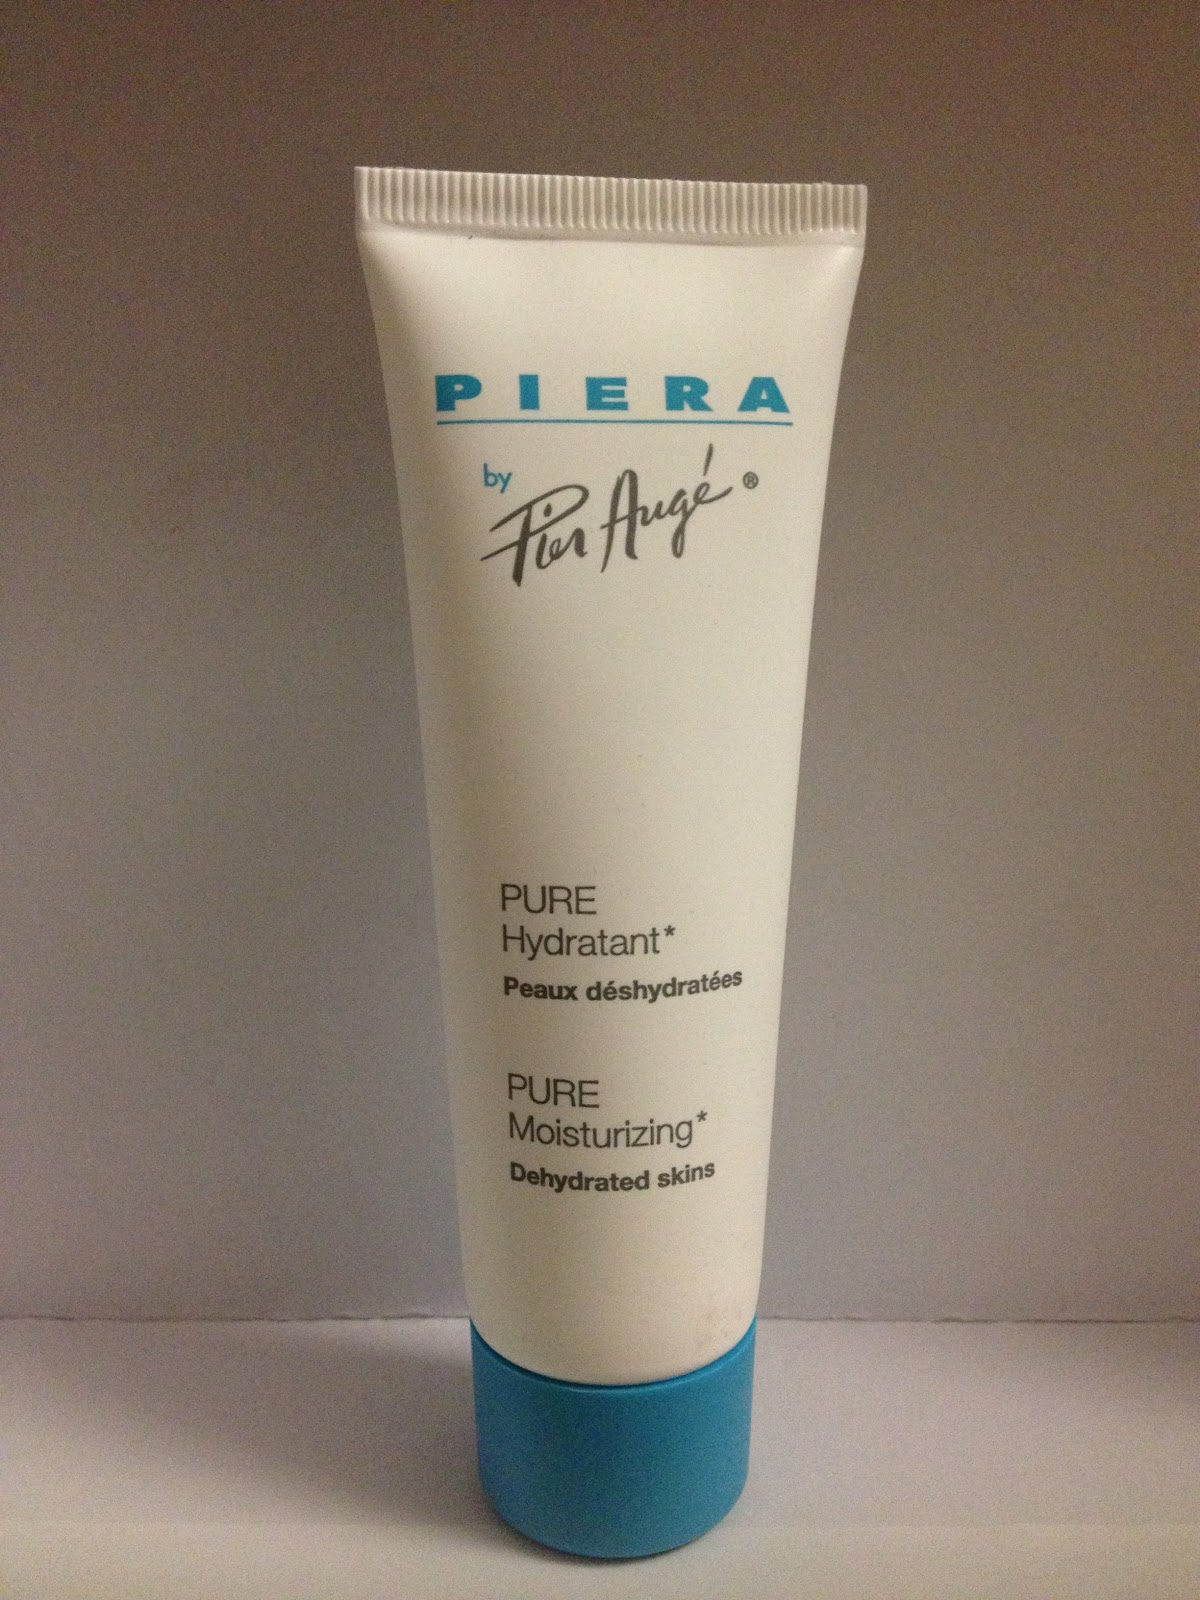 PIERA
by Pier Augé®
PURE
Hydratant*
Peaux déshydratées
PURE
Moisturizing*
Dehydrated skins